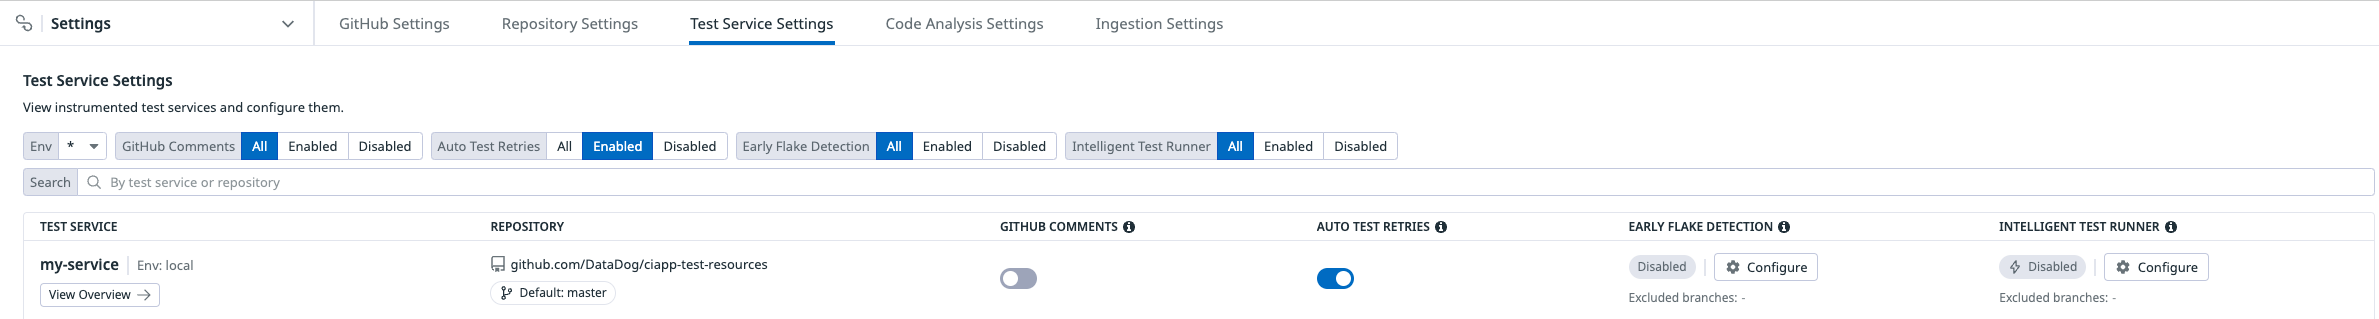 Settings GitHub Settings Repository Settings Test Service Settings Code Analysis Settings Ingestion Settings
Test Service Settings
View instrumented test services and configure them.
Env * GitHub Comments All Enabled Disabled Auto Test Retries All Enabled Disabled Early Flake Detection All Enabled Disabled Intelligent Test Runner All Enabled Disabled
Search By test service or repository
TEST SERVICE REPOSITORY GITHUB COMMENTS AUTO TEST RETRIES EARLY FLAKE DETECTION INTELLIGENT TEST RUNNER
my-service Env: local github.com/DataDog/ciapp-test-resources Disabled Configure Disabled Configure
View Overview → Default: master Excluded branches: - Excluded branches: -